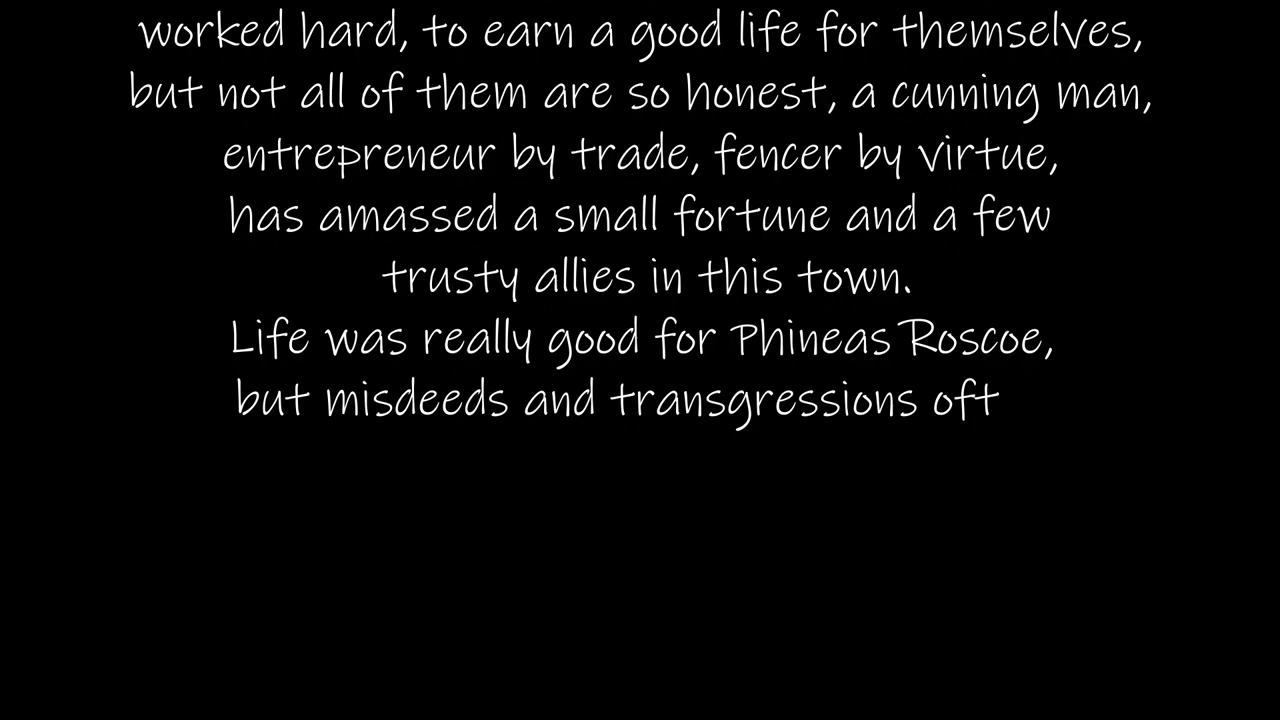 worked hard, to earn a good life for themselves,
but not all of them are so honest, a cunning man,
entrepreneur by trade, fencer by virtue,
has amassed a small fortune and a few
trusty allies in this town.
Life was really good for Phineas Roscoe,
but misdeeds and transgressions oft